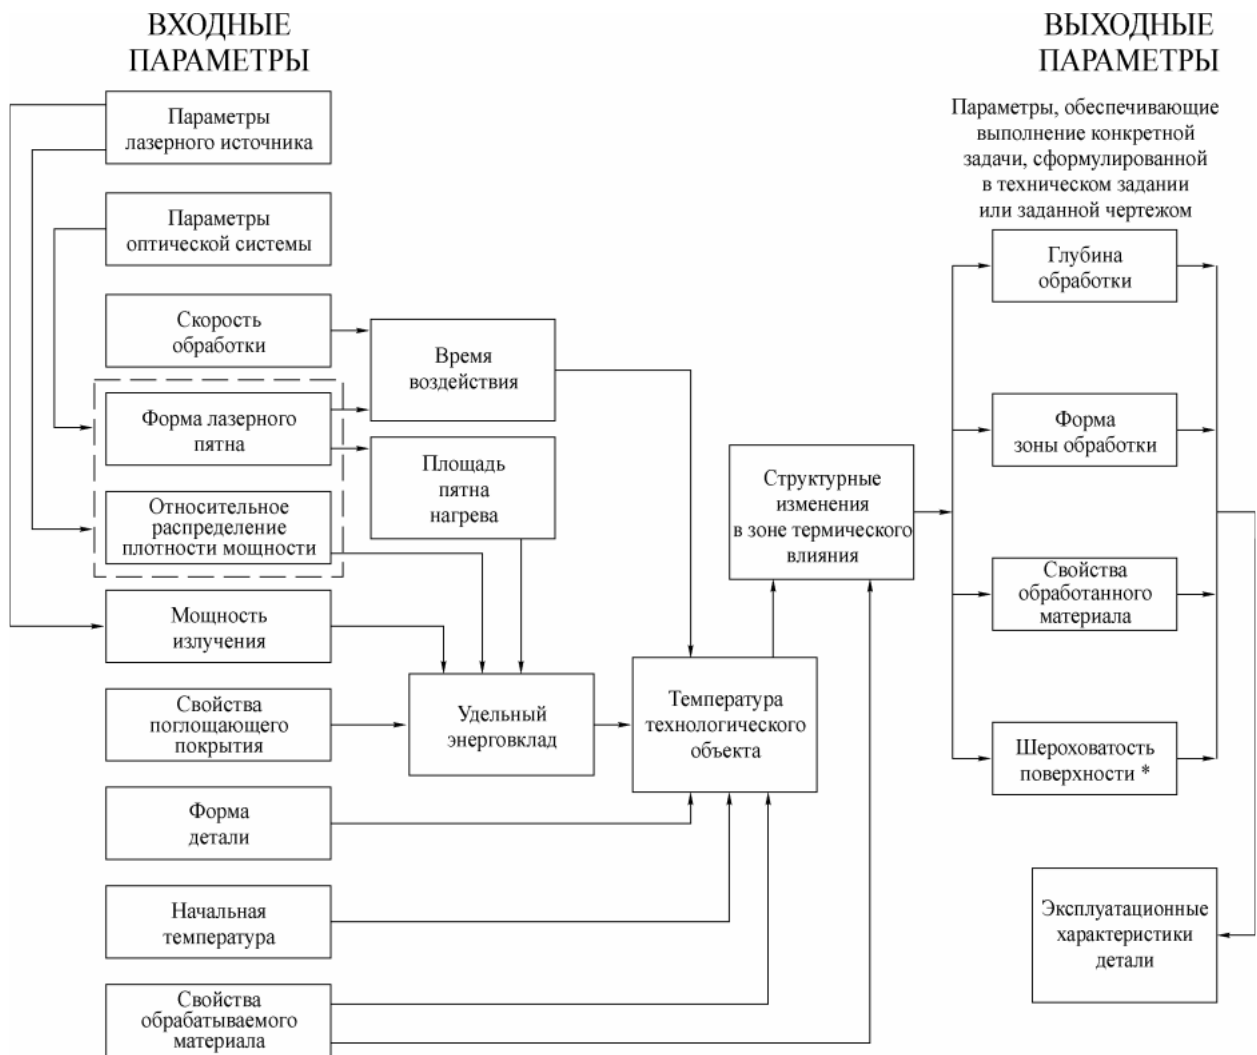 ВХОДНЫЕ
ПАРАМЕТРЫ
Параметры
лазерного источника
Параметры
оптической системы
Скорость
обработки
Форма лазерного
пятна
Относительное
распределение
плотности мощности
Мощность
излучения
Свойства
поглощающего
покрытия
Форма
детали
Начальная
температура
Свойства
обрабатываемого
материала
Время
воздействия
Площадь
пятна
нагрева
Удельный
энерговклад
Температура
технологического
объекта
Структурные
изменения
в зоне термического
влияния
ВЫХОДНЫЕ
ПАРАМЕТРЫ
Параметры, обеспечивающие
выполнение конкретной
задачи, сформулированной
в техническом задании
или заданной чертежом
Глубина
обработки
Форма
зоны обработки
Свойства
обработанного
материала
Шероховатость
поверхности *
Эксплуатационные
характеристики
детали